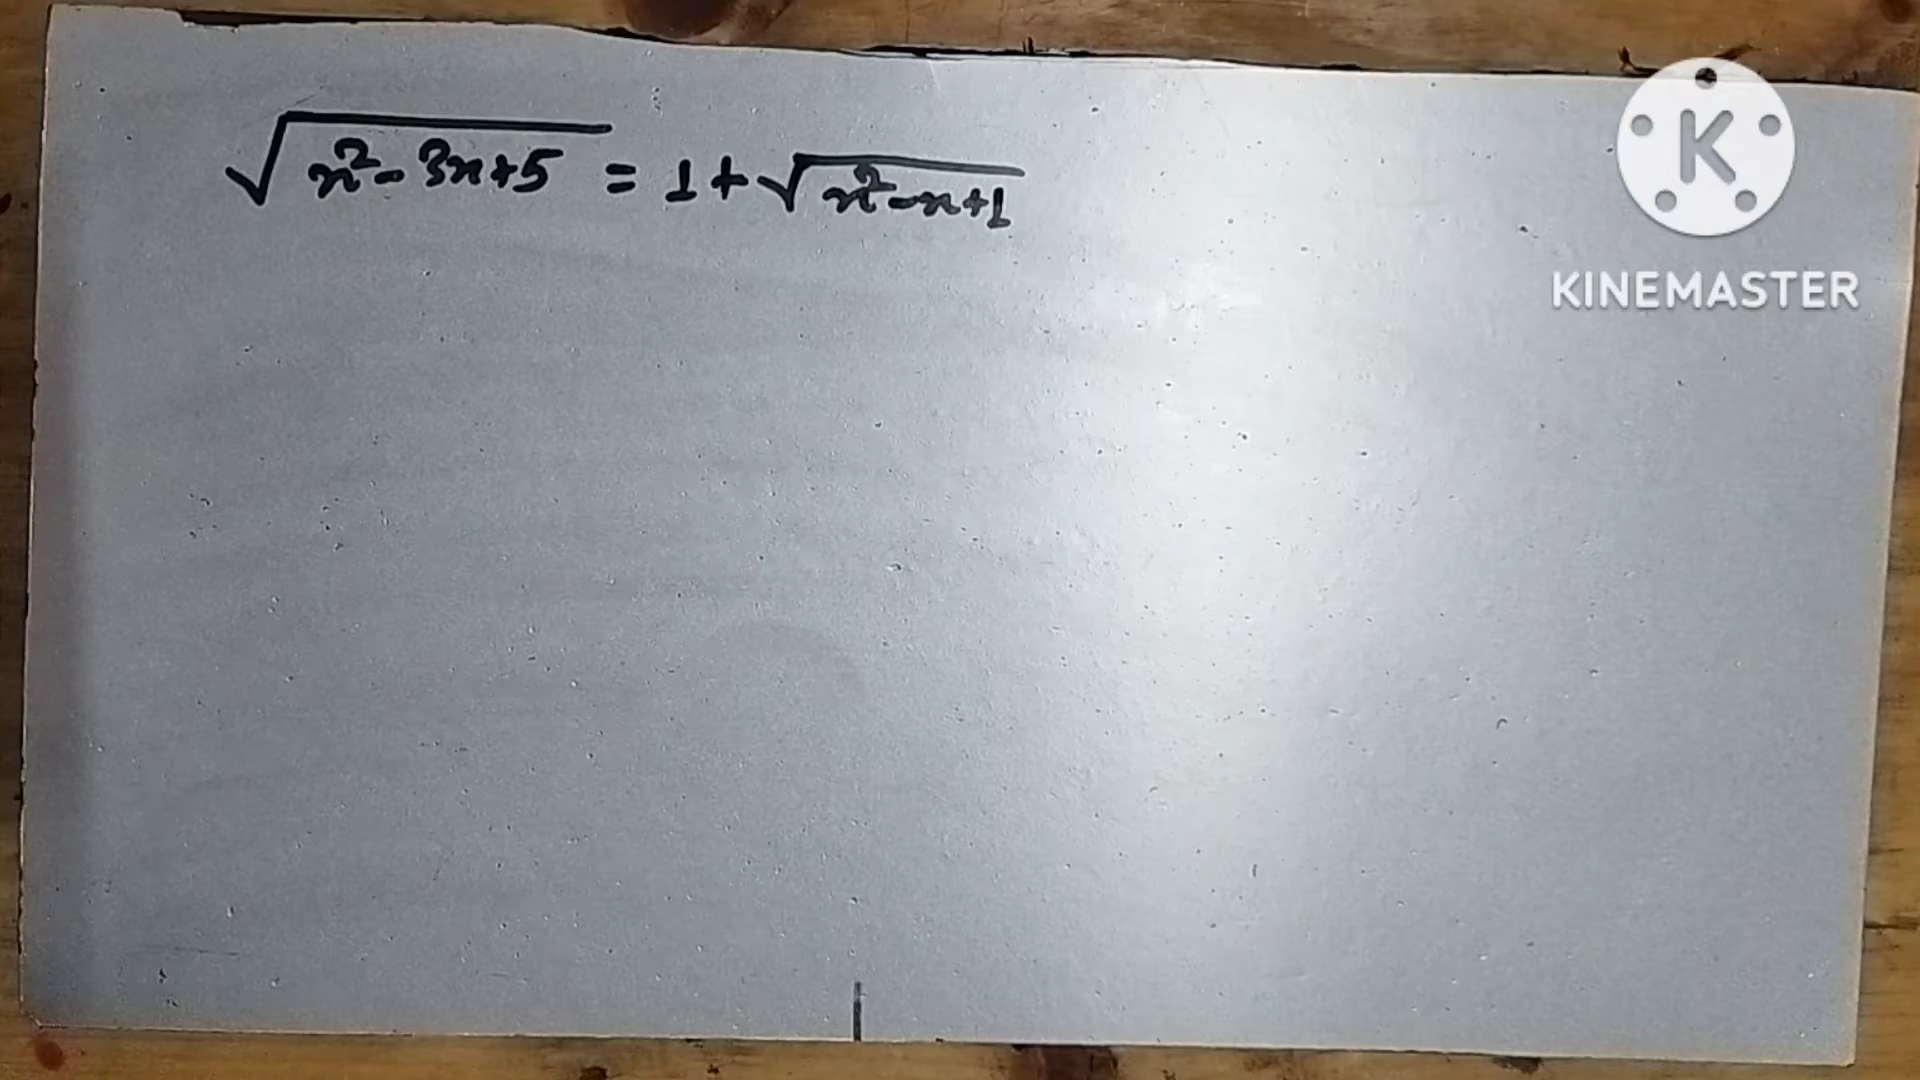 √(x² - 3x + 5) = 1 + √(x² - x + 1)
K
KINEMASTER